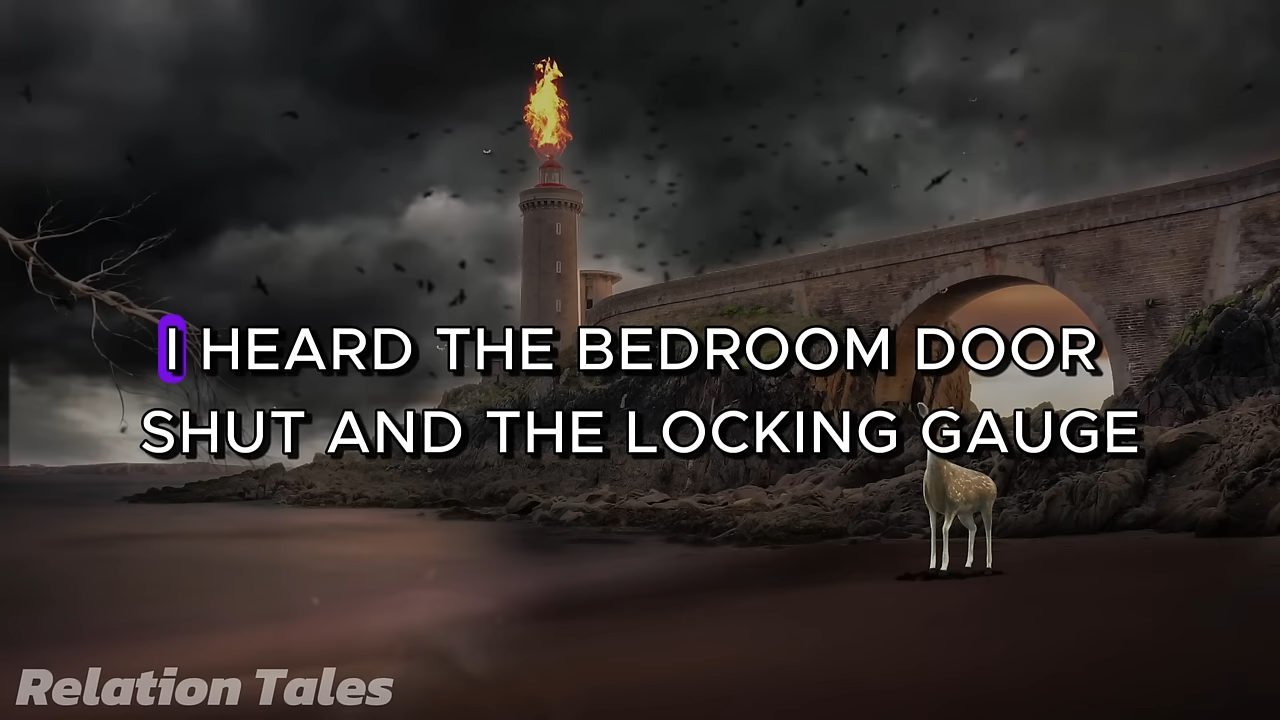 I HEARD THE BEDROOM DOOR
SHUT AND THE LOCKING GAUGE
Relation Tales